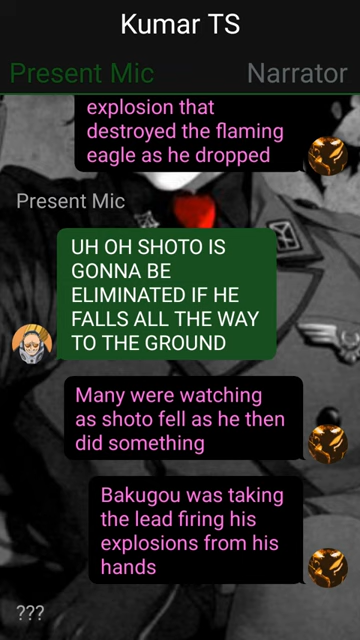 Kumar TS
Present Mic
Narrator
explosion that
destroyed the flaming
eagle as he dropped
Present Mic
UH OH SHOTO IS
GONNA BE
ELIMINATED IF HE
FALLS ALL THE WAY
TO THE GROUND
Many were watching
as shoto fell as he then
did something
Bakugou was taking
the lead firing his
explosions from his
hands
???